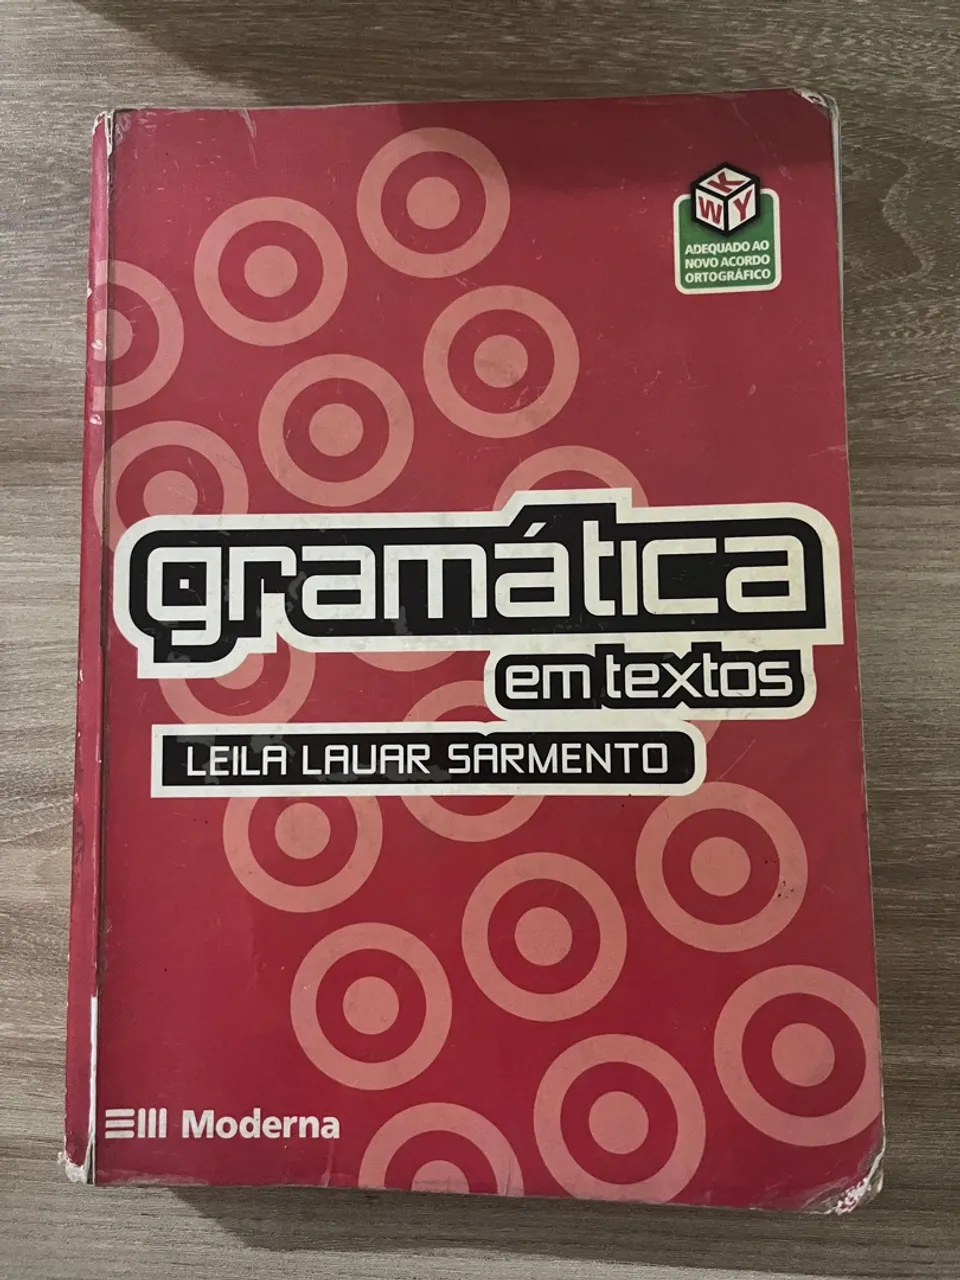 K
W Y
ADEQUADO AO
NOVO ACORDO
ORTOGRÁFICO
gramática
em textos
LEILA LAUAR SARMENTO
Moderna